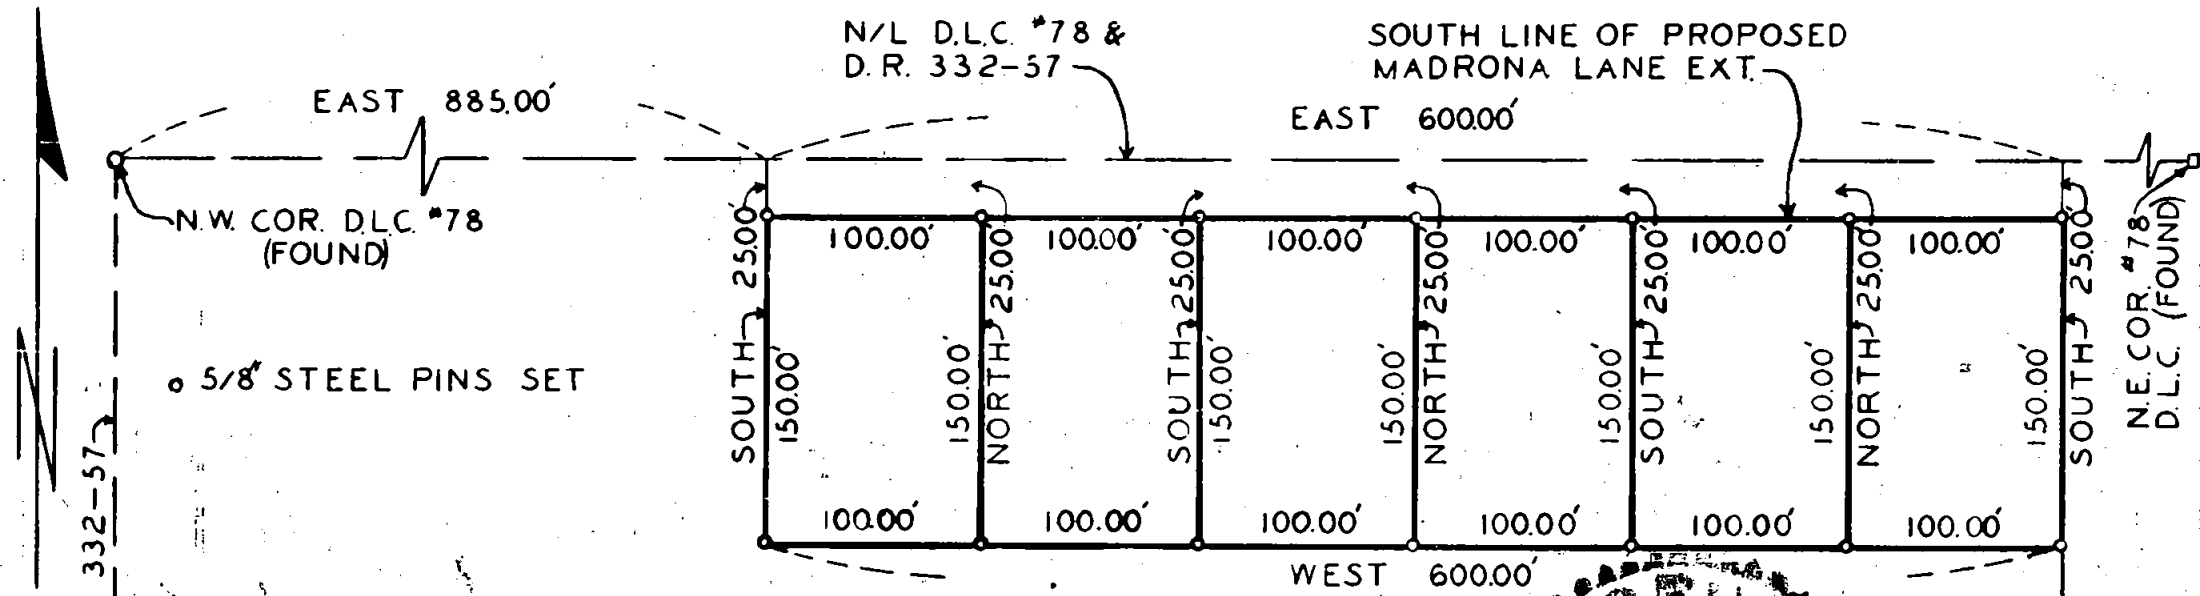 N/L D.L.C. #78 &
D.R. 332-57
SOUTH LINE OF PROPOSED
MADRONA LANE EXT.
EAST 885.00'
EAST 600.00'
N.W. COR. D.L.C. #78
(FOUND)
5/8" STEEL PINS SET
332-57
N
SOUTH 25.00'
150.00'
100.00'
150.00'
NORTH 25.00'
100.00'
SOUTH 25.00'
150.00'
100.00'
150.00'
NORTH 25.00'
100.00'
150.00'
SOUTH 25.00'
100.00'
150.00'
NORTH 25.00'
100.00'
150.00'
SOUTH 25.00'
N.E. COR. #78
D.L.C. (FOUND)
100.00'
100.00'
100.00'
100.00'
100.00'
100.00'
WEST 600.00'